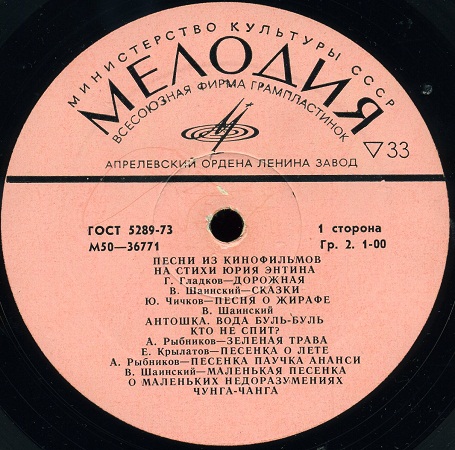 МИНИСТЕРСТВО КУЛЬТУРЫ СССР
МЕЛОДИЯ
ВСЕСОЮЗНАЯ ФИРМА ГРАМПЛАСТИНОК
АПРЕЛЕВСКИЙ ОРДЕНА ЛЕНИНА ЗАВОД
▽33
ГОСТ 5289-73
М50—36771
1 сторона
Гр. 2. 1-00
ПЕСНИ ИЗ КИНОФИЛЬМОВ
НА СТИХИ ЮРИЯ ЭНТИНА
Г. Гладков—ДОРОЖНАЯ
В. Шаинский—СКАЗКИ
Ю. Чичков—ПЕСНЯ О ЖИРАФЕ
В. Шаинский
АНТОШКА. ВОДА БУЛЬ-БУЛЬ
КТО НЕ СПИТ?
А. Рыбников—ЗЕЛЕНАЯ ТРАВА
Е. Крылатов—ПЕСЕНКА О ЛЕТЕ
А. Рыбников—ПЕСЕНКА ПАУЧКА АНАНСИ
В. Шаинский—МАЛЕНЬКАЯ ПЕСЕНКА
О МАЛЕНЬКИХ НЕДОРАЗУМЕНИЯХ
ЧУНГА-ЧАНГА